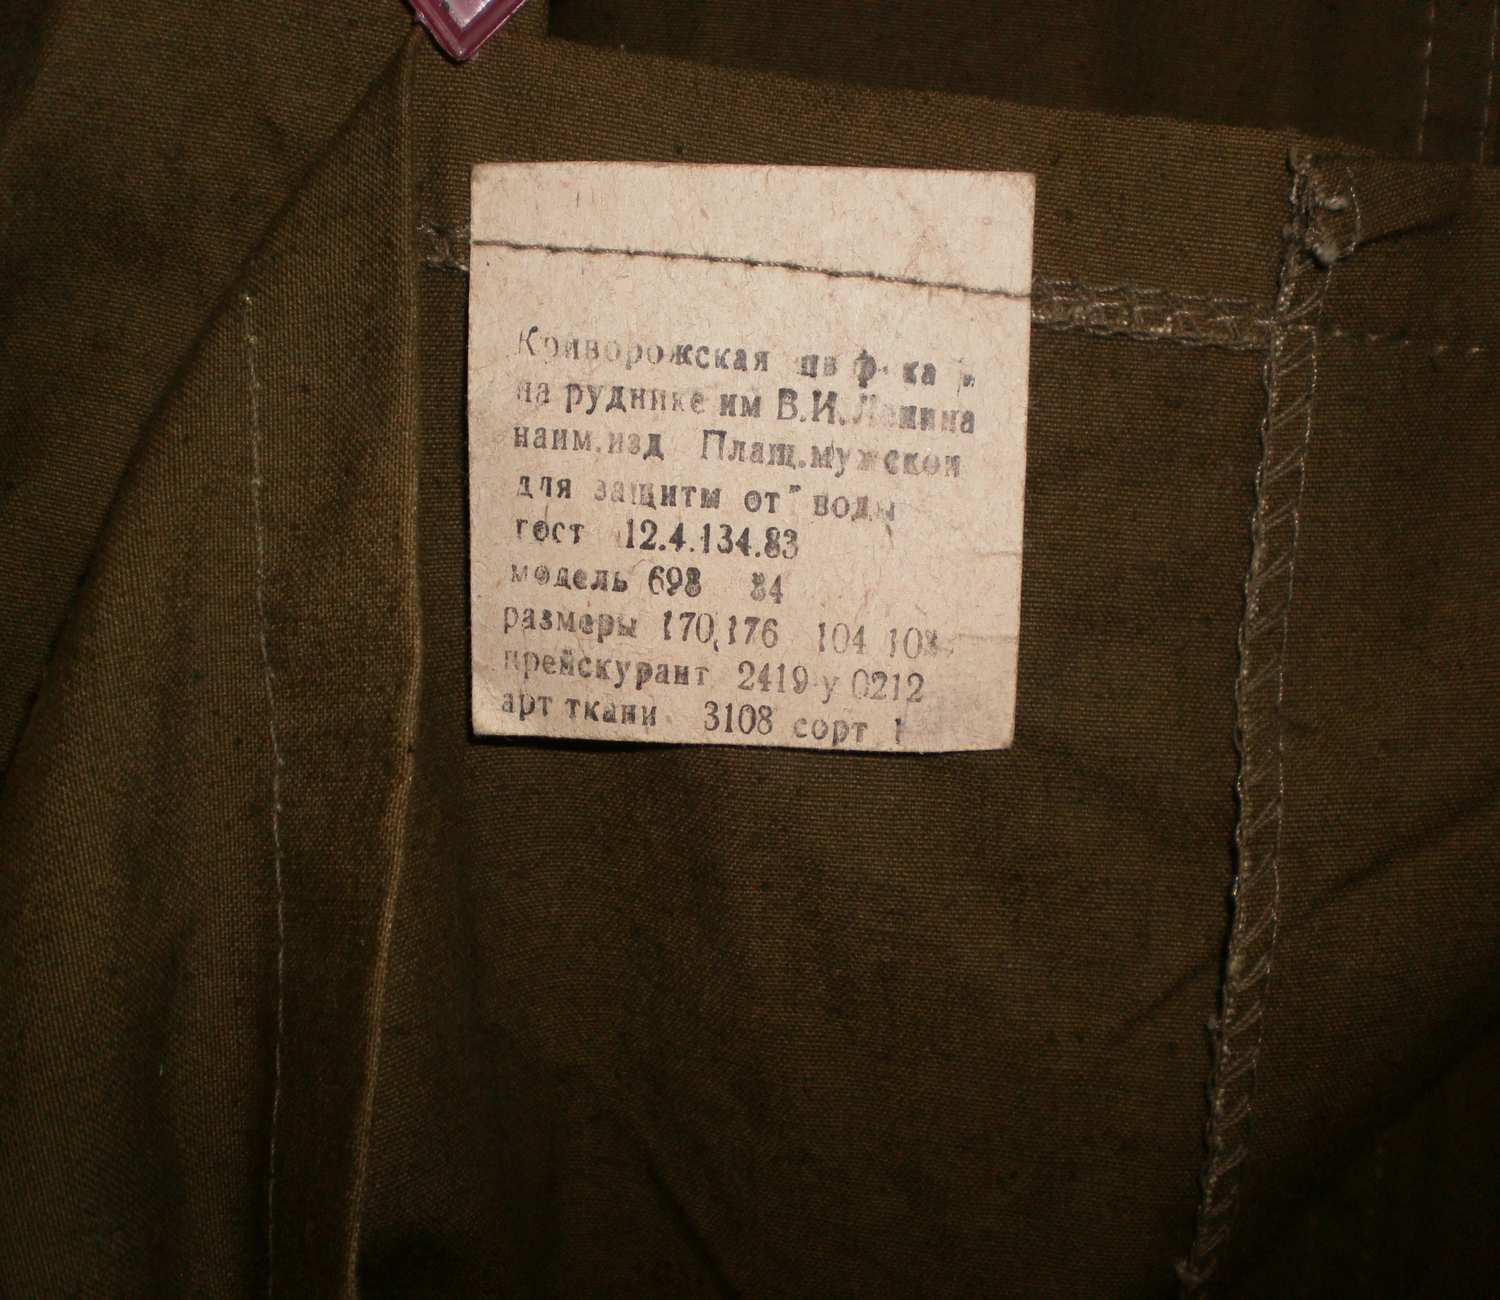 Криворожская шв ф-ка
на руднике им В.И.Ленина
наим.изд Плащ.мужской
для защиты от воды
гост 12.4.134.83
модель 698 84
размеры 170,176 104 108
прейскурант 2419-у 0212
арт ткани 3108 сорт 1